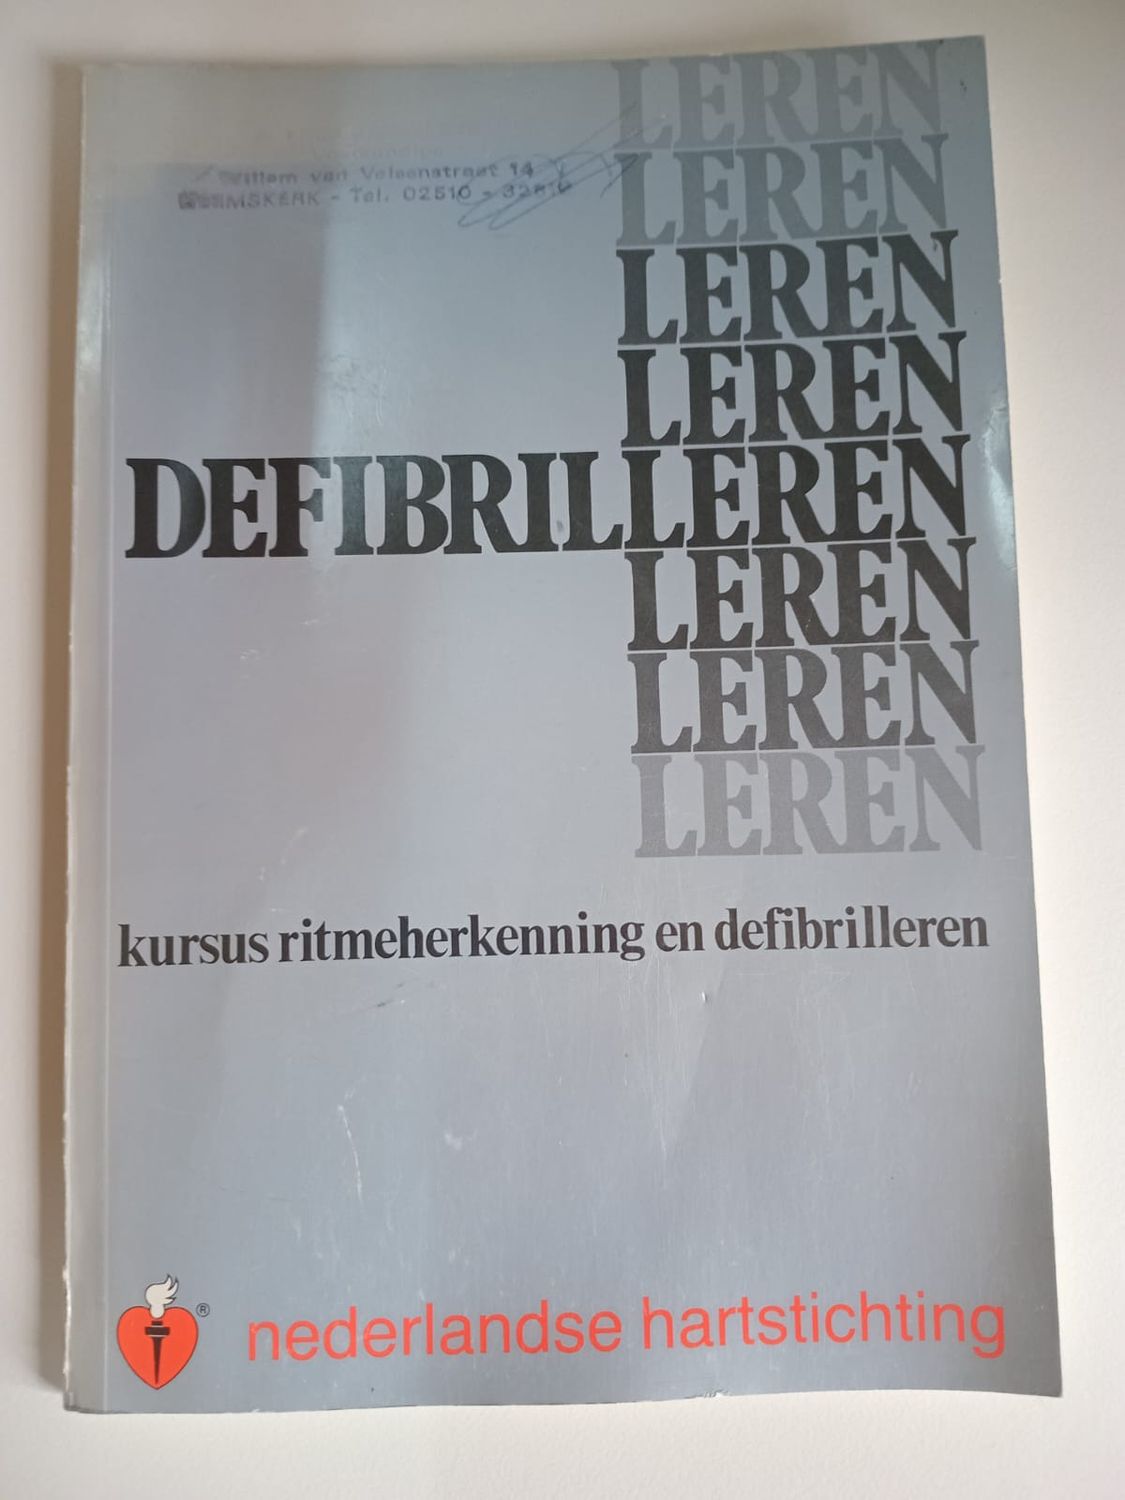 LEREN
LEREN
Willem van Velsenstraat 14
HEEMSKERK - Tel. 02510 -
LEREN
LEREN
DEFIBRILLEREN
LEREN
LEREN
LEREN
kursus ritmeherkenning en defibrilleren
® nederlandse hartstichting